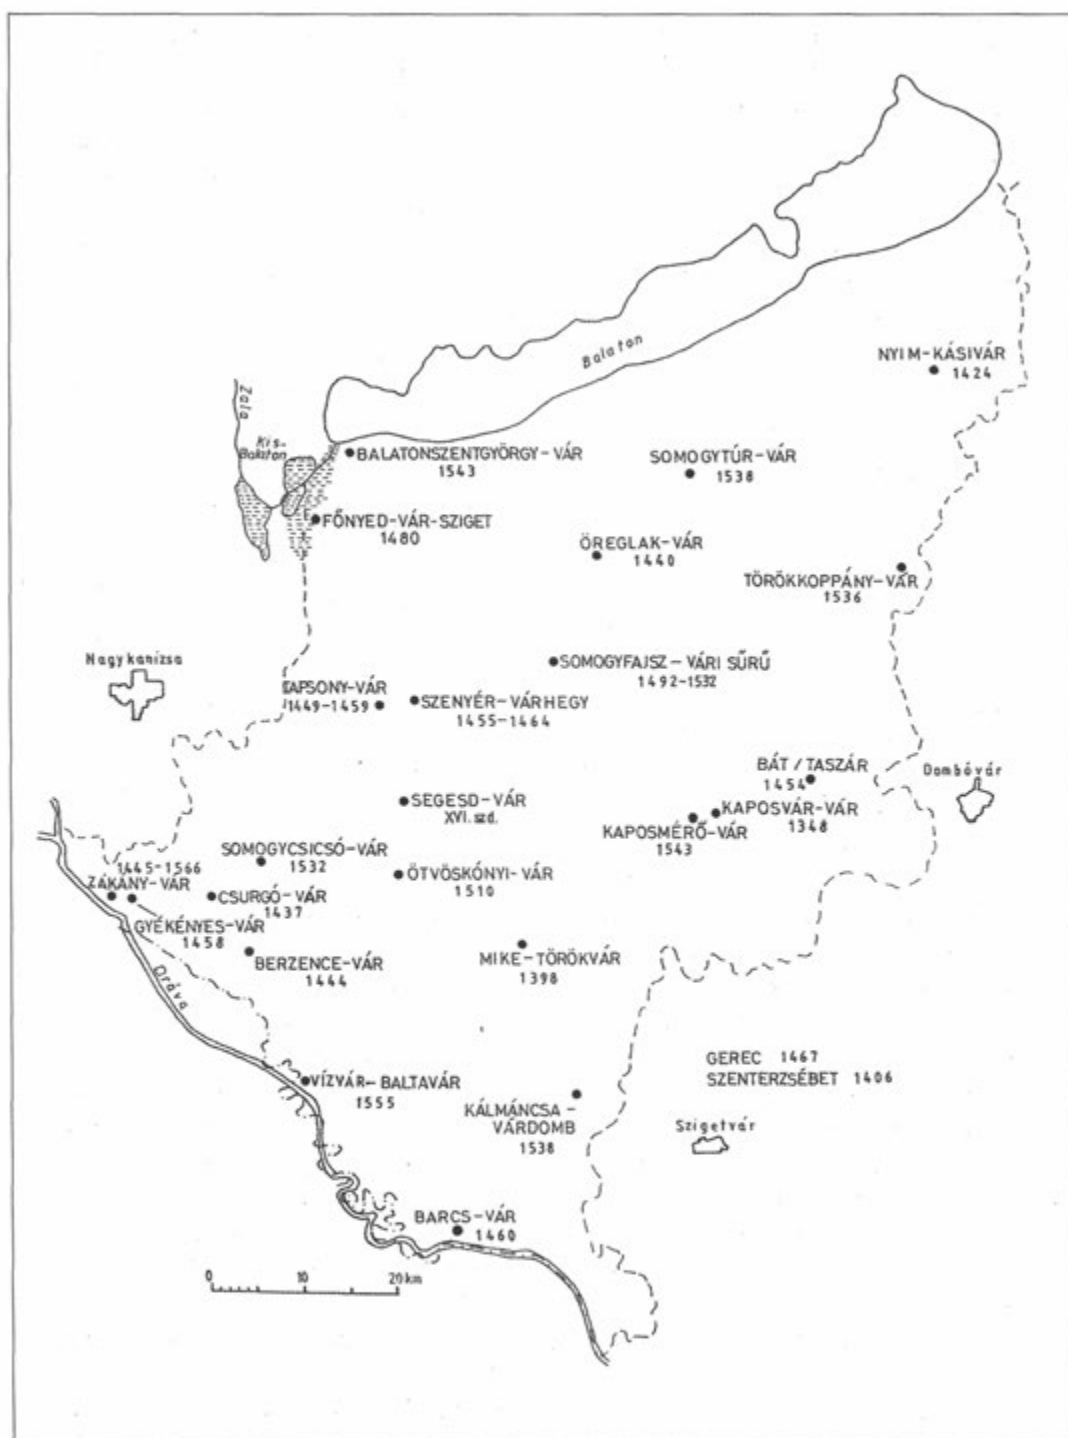 Balaton
NYIM-KÁSIVÁR
1424
Zala
Kis-
Balaton
BALATONSZENTGYÖRGY-VÁR
1543
SOMOGYTÚR-VÁR
1538
FŐNYED-VÁR-SZIGET
1480
ÖREGLAK-VÁR
1440
TÖRÖKKOPPÁNY-VÁR
1536
Nagykanizsa
SOMOGYFAJSZ-VÁRI SŰRŰ
1492-1532
TAPSONY-VÁR
1449-1459
SZENYÉR-VÁRHEGY
1455-1464
BÁT / TASZÁR
1454
Dombóvár
SEGESD-VÁR
XVI. szd.
KAPOSVÁR-VÁR
1348
KAPOSMÉRŐ-VÁR
1543
SOMOGYCSICSÓ-VÁR
1532
1445-1566
ZÁKÁNY-VÁR
ÖTVÖSKÓNYI-VÁR
1510
CSURGÓ-VÁR
1437
GYÉKÉNYES-VÁR
1458
BERZENCE-VÁR
1444
MIKE-TÖRÖKVÁR
1398
Dráva
GEREC 1467
SZENTERZSÉBET 1406
VÍZVÁR-BALTAVÁR
1555
KÁLMÁNCSA-
VÁRDOMB
1538
Szigetvár
BARCS-VÁR
1460
0 10 20 km